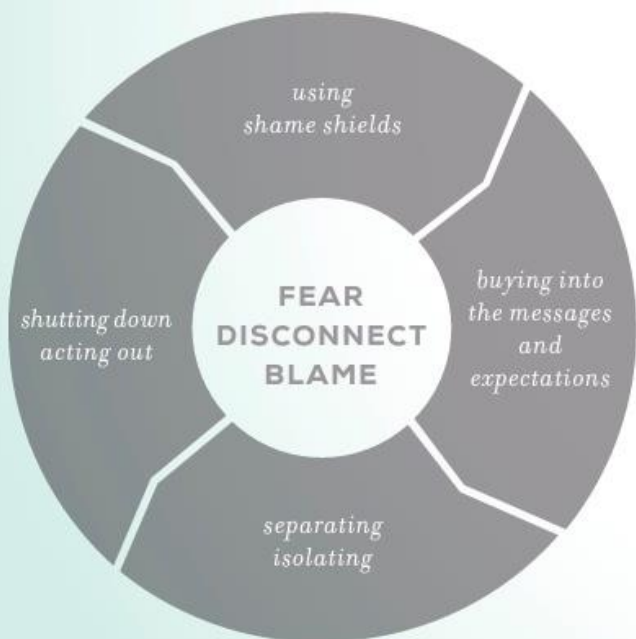 using
shame shields
buying into
the messages
and
expectations
separating
isolating
shutting down
acting out
FEAR
DISCONNECT
BLAME